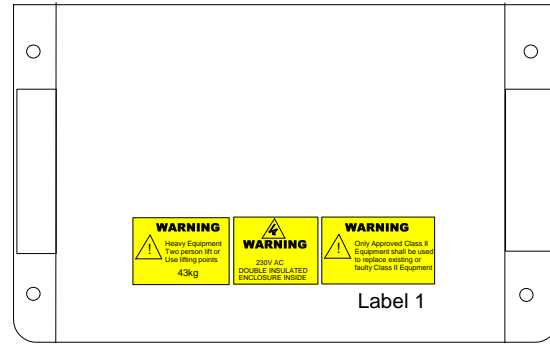 WARNING
Heavy Equipment
Two person lift or
Use lifting points
43kg
WARNING
230V AC
DOUBLE INSULATED
ENCLOSURE INSIDE
WARNING
Only Approved Class II
Equipment shall be used
to replace existing or
faulty Class II Equpment
Label 1